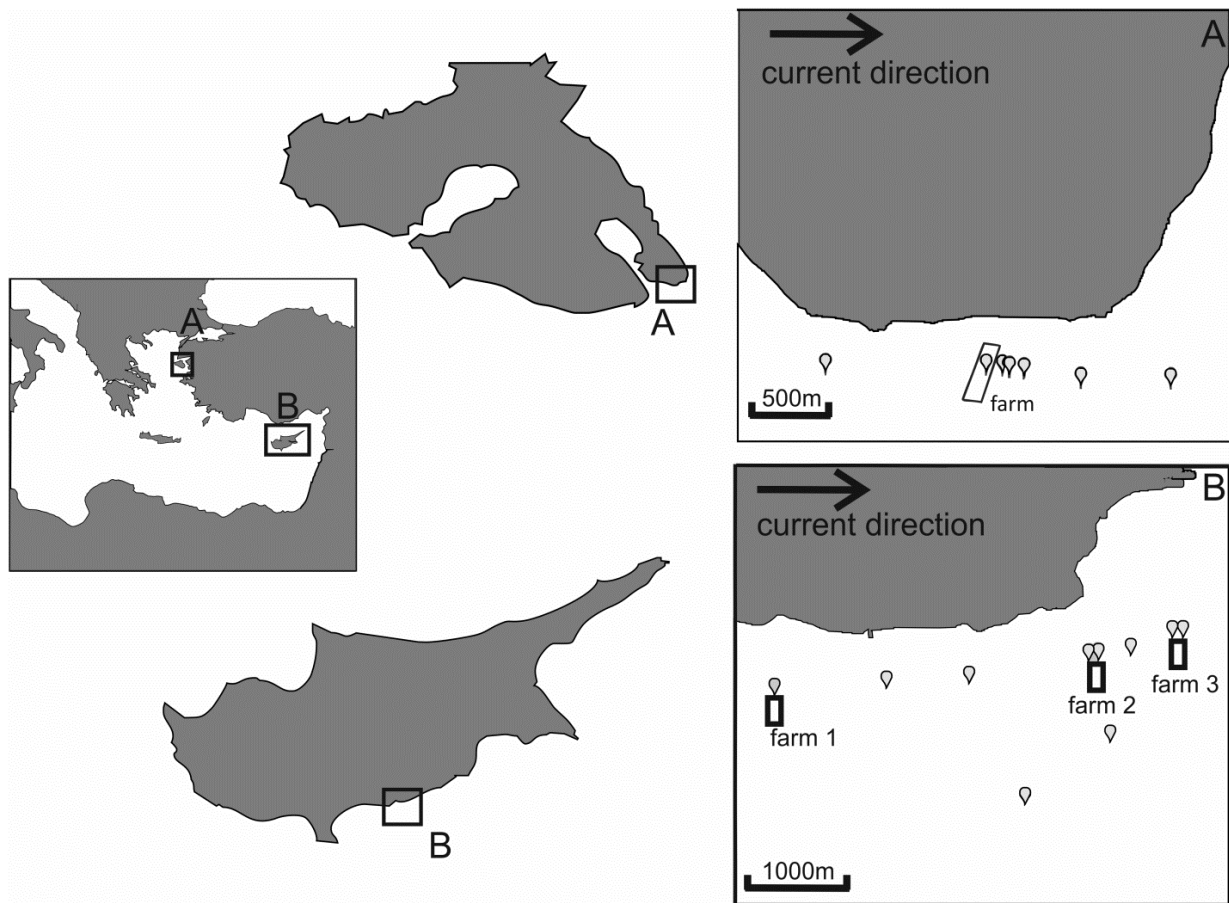 A
B
A
B
current direction
A
farm
500m
current direction
B
farm 1
farm 2
farm 3
1000m